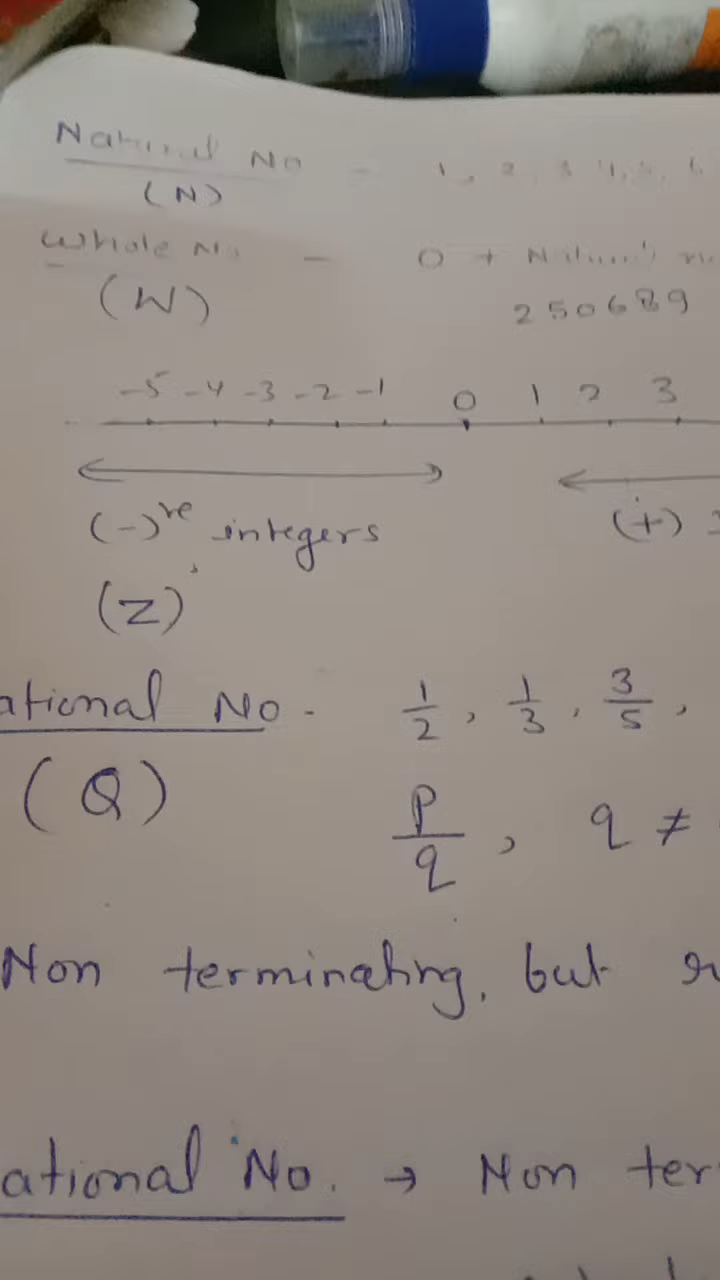 Natural No - 1, 2, 3, 4, 5, 6
(N)
Whole No - 0 + Natural
(W) 250689
-5 -4 -3 -2 -1 0 1 2 3
(-)ve integers (+)
(Z)
ational No - 1/2, 1/3, 3/5,
(Q) p/q, q ≠
Non terminating, but
ational No. → Non ter